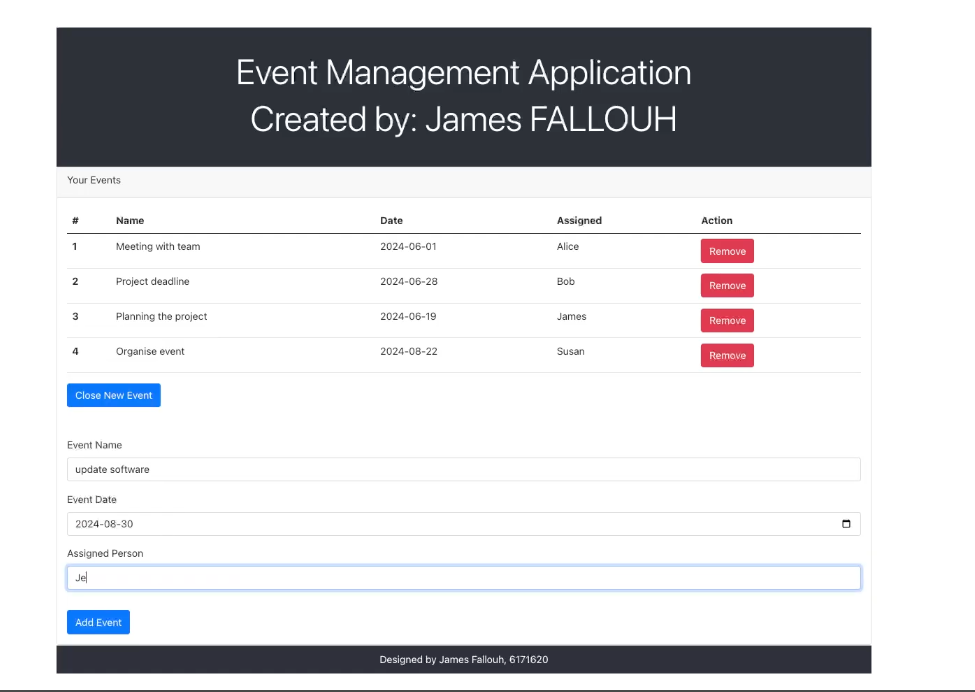 Event Management Application
Created by: James FALLOUH
Your Events
# Name Date Assigned Action
1 Meeting with team 2024-06-01 Alice Remove
2 Project deadline 2024-06-28 Bob Remove
3 Planning the project 2024-06-19 James Remove
4 Organise event 2024-08-22 Susan Remove
Close New Event
Event Name
update software
Event Date
2024-08-30
Assigned Person
Je
Add Event
Designed by James Fallouh, 6171620